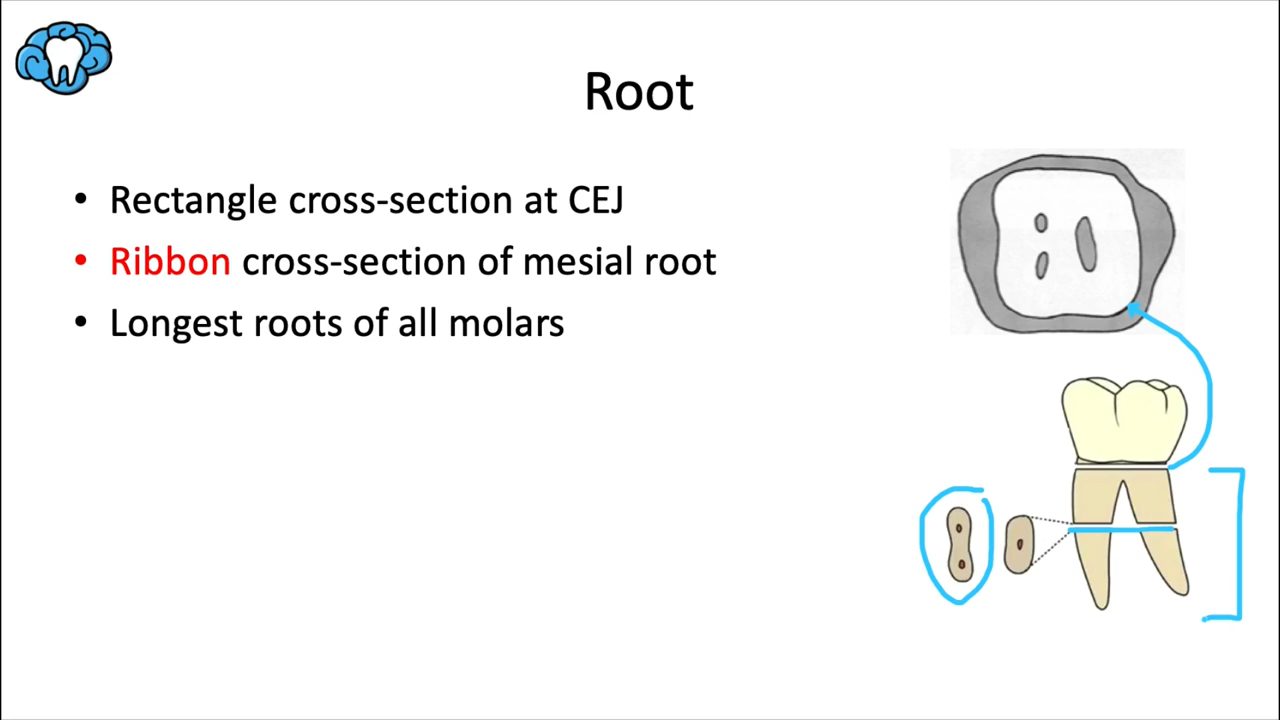 Root
• Rectangle cross-section at CEJ
• Ribbon cross-section of mesial root
• Longest roots of all molars